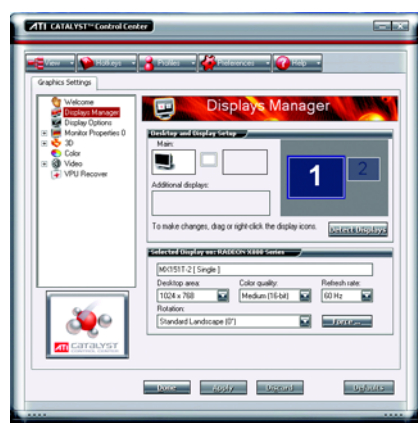 ATI CATALYST™ Control Center
View Hotkeys Profiles Preferences Help
Graphics Settings
Welcome
Displays Manager
Display Options
Monitor Properties 0
3D
Color
Video
VPU Recover
Displays Manager
Desktop and Display Setup
Main:
Additional displays:
1
2
To make changes, drag or right-click the display icons.
Detect Displays
Selected Display on: RADEON X800 Series
MX151T-2 [ Single ]
Desktop area:
Color quality:
Refresh rate:
1024 x 768
Medium (16-bit)
60 Hz
Rotation:
Standard Landscape (0°)
Force...
ATI CATALYST
CONTROL CENTER
Done
Apply
Discard
Defaults